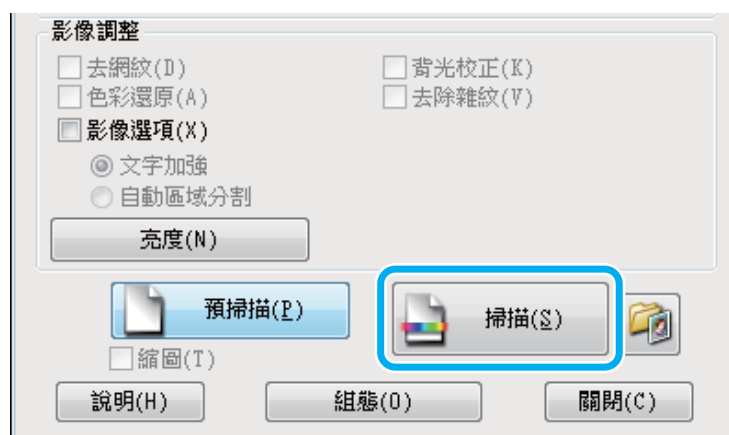 影像調整
去網紋(D) 背光校正(K)
色彩還原(A) 去除雜紋(V)
影像選項(X)
文字加強
自動區域分割
亮度(N)
預掃描(P) 掃描(S)
縮圖(T)
說明(H) 組態(O) 關閉(C)